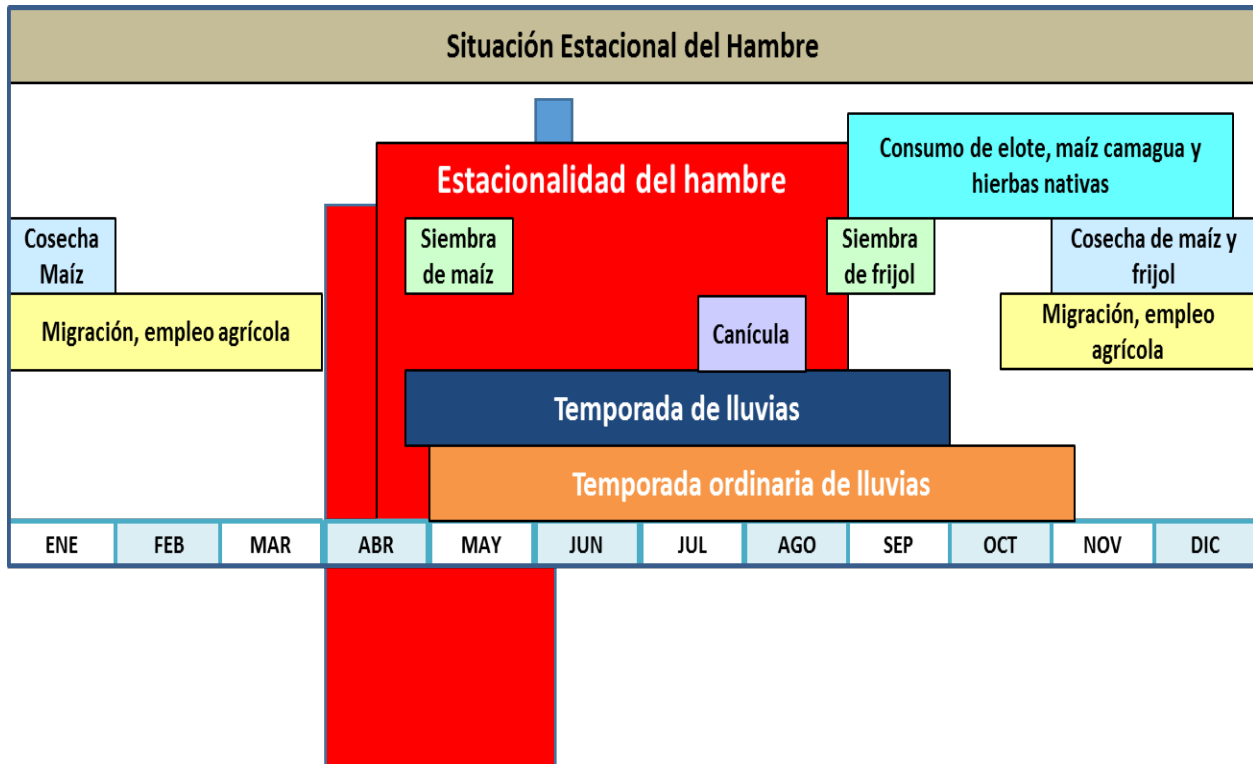 Situación Estacional del Hambre
Consumo de elote, maíz camagua y
hierbas nativas
Estacionalidad del hambre
Cosecha
Maíz
Siembra
de maíz
Siembra
de frijol
Cosecha de maíz y
frijol
Migración, empleo agrícola
Canícula
Migración, empleo
agrícola
Temporada de lluvias
Temporada ordinaria de lluvias
ENE FEB MAR ABR MAY JUN JUL AGO SEP OCT NOV DIC